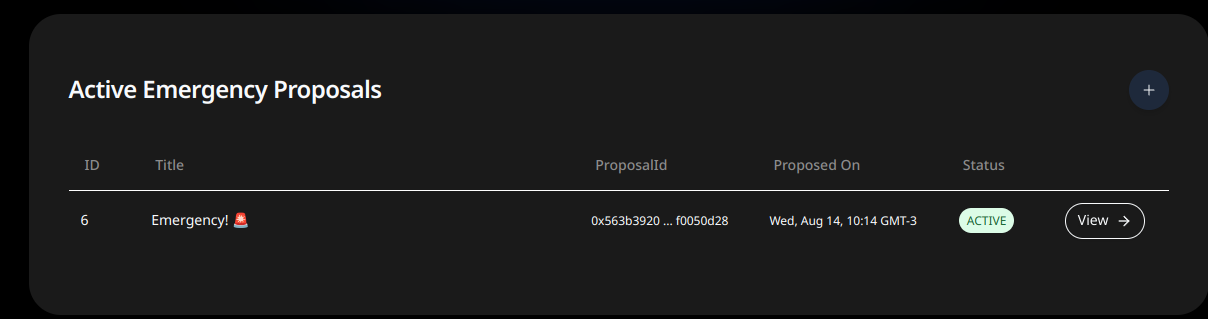 Active Emergency Proposals
+
ID Title ProposalId Proposed On Status
6 Emergency! 🚨 0x563b3920 ... f0050d28 Wed, Aug 14, 10:14 GMT-3 ACTIVE View →